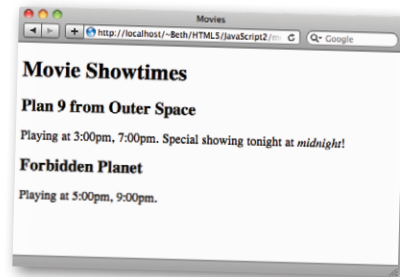 Movies
http://localhost/~Beth/HTML5/JavaScript2/m
Google
Movie Showtimes
Plan 9 from Outer Space
Playing at 3:00pm, 7:00pm. Special showing tonight at midnight!
Forbidden Planet
Playing at 5:00pm, 9:00pm.